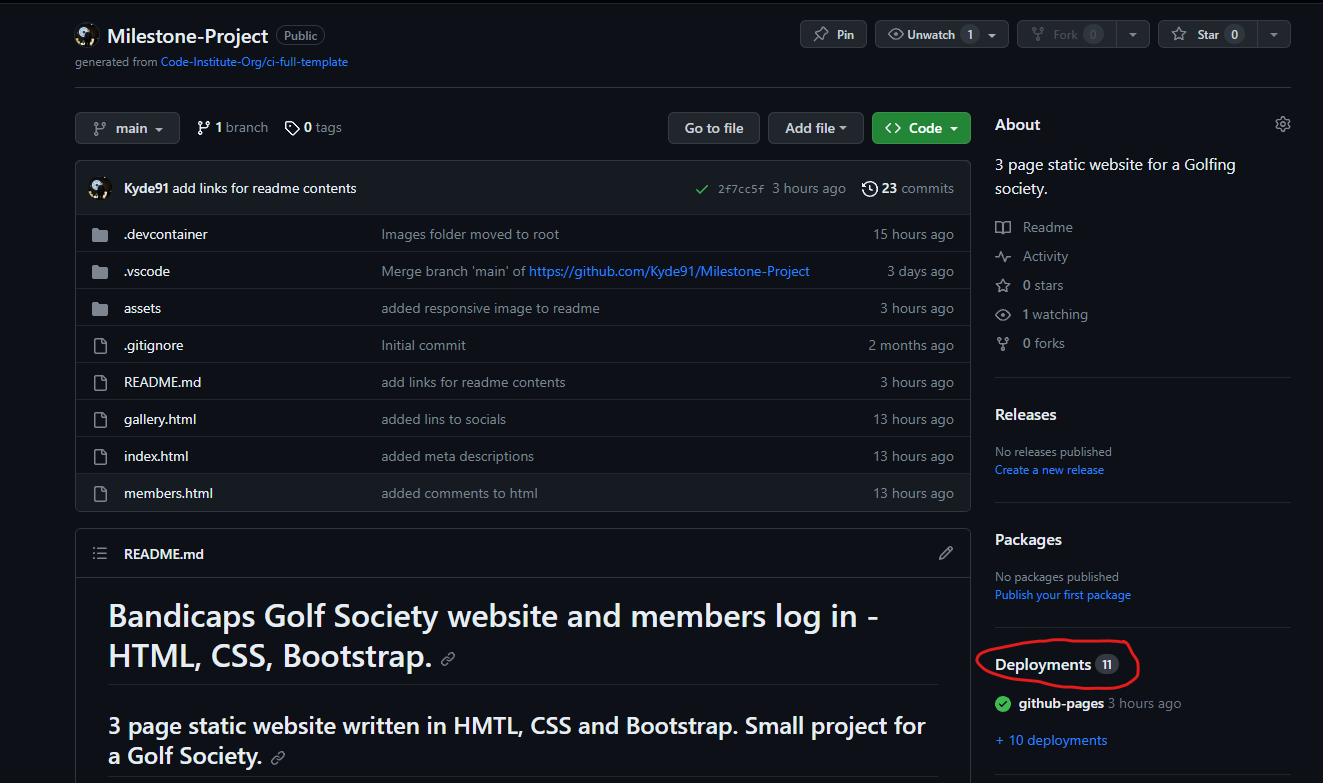 Milestone-Project Public
Pin
Unwatch 1
Fork 0
Star 0
generated from Code-Institute-Org/ci-full-template
main
1 branch
0 tags
Go to file
Add file
Code
Kyde91 add links for readme contents
2f7cc5f 3 hours ago
23 commits
.devcontainer Images folder moved to root 15 hours ago
.vscode Merge branch 'main' of https://github.com/Kyde91/Milestone-Project 3 days ago
assets added responsive image to readme 3 hours ago
.gitignore Initial commit 2 months ago
README.md add links for readme contents 3 hours ago
gallery.html added lins to socials 13 hours ago
index.html added meta descriptions 13 hours ago
members.html added comments to html 13 hours ago
README.md
Bandicaps Golf Society website and members log in -
HTML, CSS, Bootstrap.
3 page static website written in HMTL, CSS and Bootstrap. Small project for
a Golf Society.
About
3 page static website for a Golfing
society.
Readme
Activity
0 stars
1 watching
0 forks
Releases
No releases published
Create a new release
Packages
No packages published
Publish your first package
Deployments 11
github-pages 3 hours ago
+ 10 deployments